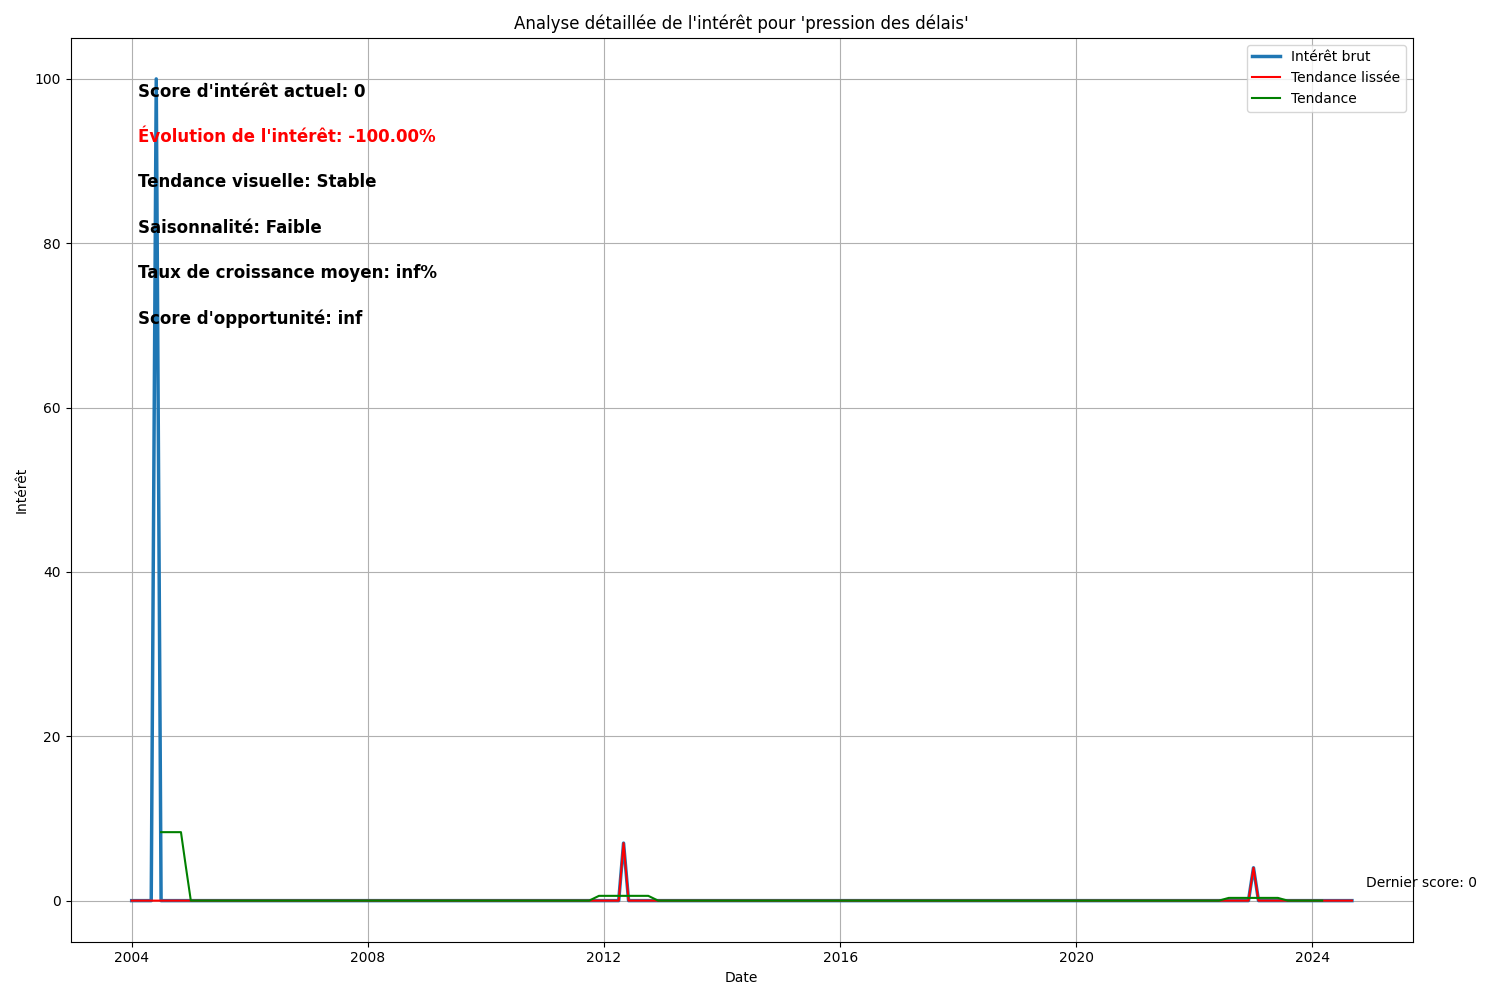 Analyse détaillée de l'intérêt pour 'pression des délais'
Intérêt brut
Tendance lissée
Tendance
Score d'intérêt actuel: 0
Évolution de l'intérêt: -100.00%
Tendance visuelle: Stable
Saisonnalité: Faible
Taux de croissance moyen: inf%
Score d'opportunité: inf
100
80
60
40
20
0
Intérêt
Dernier score: 0
2004
2008
2012
2016
2020
2024
Date